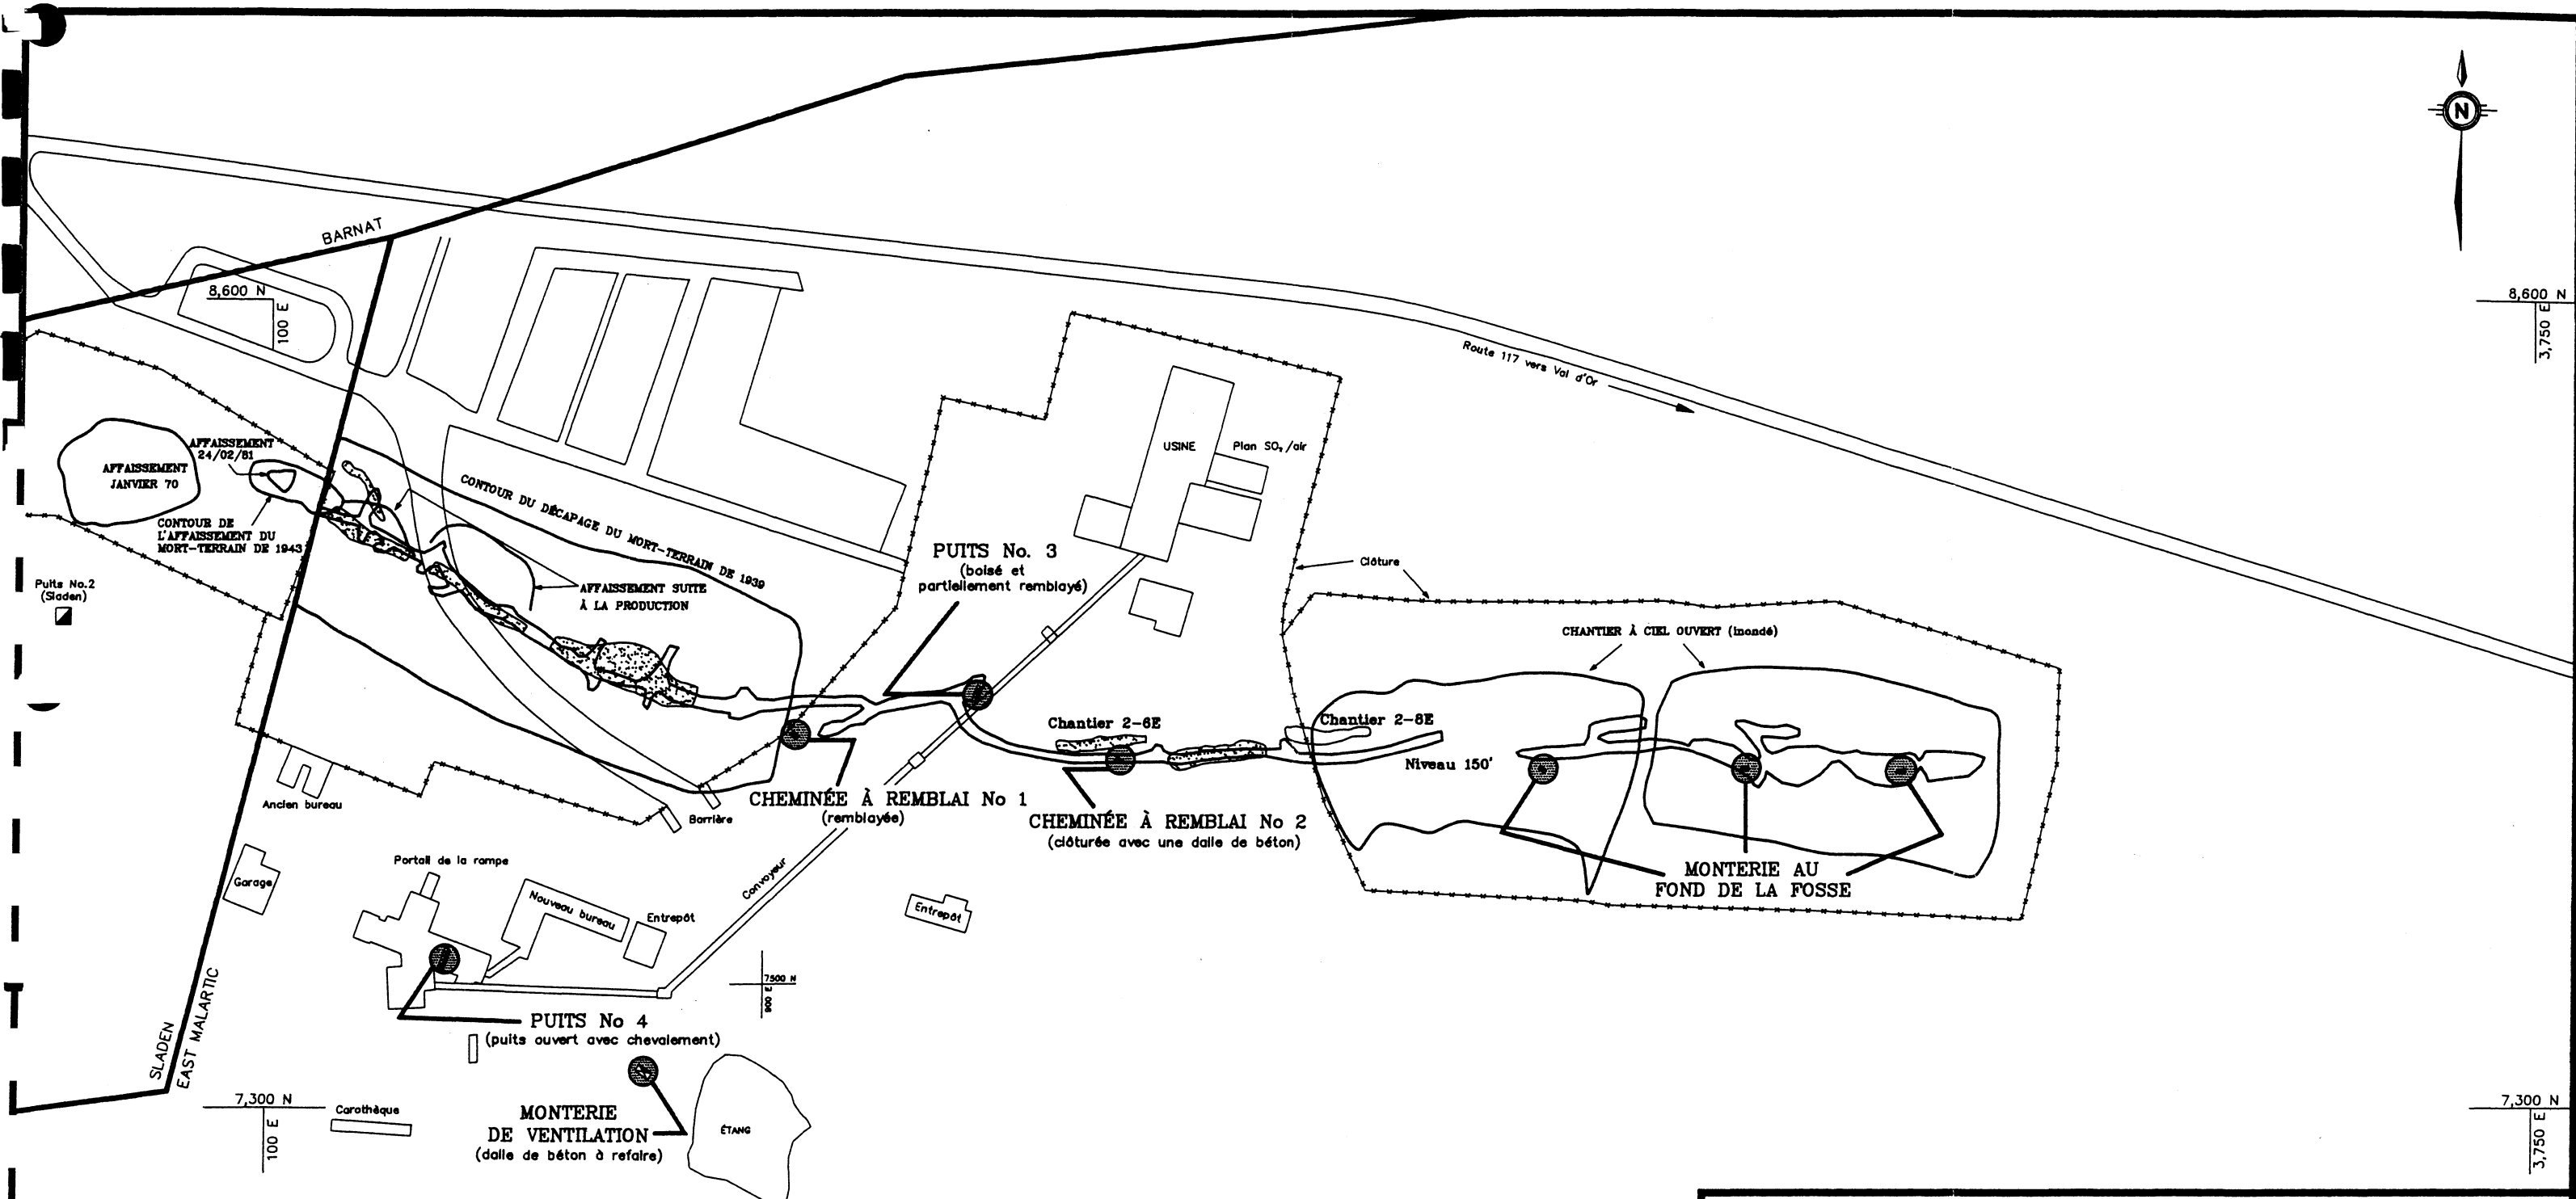 N
BARNAT
8,600 N
100 E
8,600 N
3,750 E
Route 117 vers Val d'Or
USINE
Plan SO₂/air
AFFAISSEMENT
24/02/81
AFFAISSEMENT
JANVIER 70
CONTOUR DU DÉCAPAGE DU MORT-TERRAIN DE 1939
CONTOUR DE
L'AFFAISSEMENT DU
MORT-TERRAIN DE 1943
PUITS No. 3
(boisé et
partiellement remblayé)
Clôture
Puits No.2
(Sladen)
AFFAISSEMENT SUITE
À LA PRODUCTION
CHANTIER À CIEL OUVERT (inondé)
Chantier 2-6E
Chantier 2-8E
Niveau 150'
Ancien bureau
Barrière
CHEMINÉE À REMBLAI No 1
(remblayée)
CHEMINÉE À REMBLAI No 2
(clôturée avec une dalle de béton)
MONTERIE AU
FOND DE LA FOSSE
Portail de la rampe
Garage
Nouveau bureau
Entrepôt
Convoyeur
Entrepôt
7500 N
900 E
PUITS No 4
(puits ouvert avec chevalement)
SLADEN
EAST MALARTIC
7,300 N
100 E
Carothèque
MONTERIE
DE VENTILATION
(dalle de béton à refaire)
ÉTANG
7,300 N
3,750 E